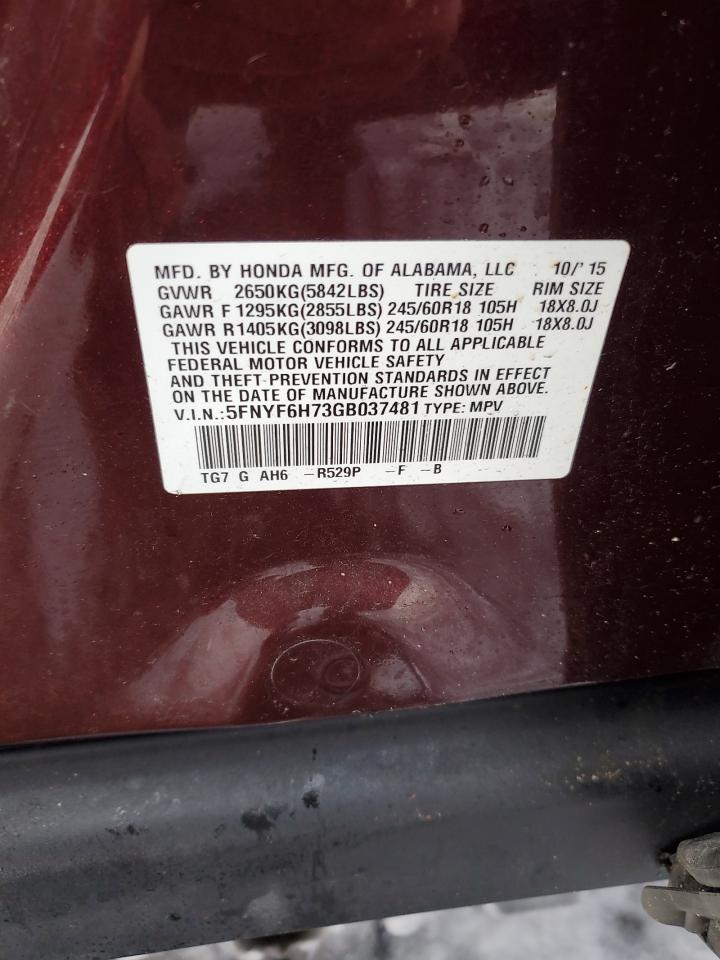 MFD. BY HONDA MFG. OF ALABAMA, LLC 10/'15
GVWR 2650KG(5842LBS) TIRE SIZE RIM SIZE
GAWR F1295KG(2855LBS) 245/60R18 105H 18X8.0J
GAWR R1405KG(3098LBS) 245/60R18 105H 18X8.0J
THIS VEHICLE CONFORMS TO ALL APPLICABLE
FEDERAL MOTOR VEHICLE SAFETY
AND THEFT PREVENTION STANDARDS IN EFFECT
ON THE DATE OF MANUFACTURE SHOWN ABOVE.
V.I.N.:5FNYF6H73GB037481 TYPE: MPV
TG7 G AH6 -R529P -F -B